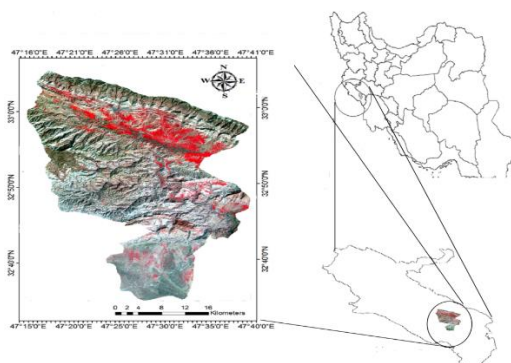 47°16'0"E 47°21'0"E 47°26'0"E 47°31'0"E 47°36'0"E 47°41'0"E
N
W E
S
33°0'0"N 33°0'0"N
32°50'0"N 32°50'0"N
32°40'0"N 32°40'0"N
0 2 4 8 12 16
Kilometers
47°15'0"E 47°20'0"E 47°25'0"E 47°30'0"E 47°35'0"E 47°40'0"E